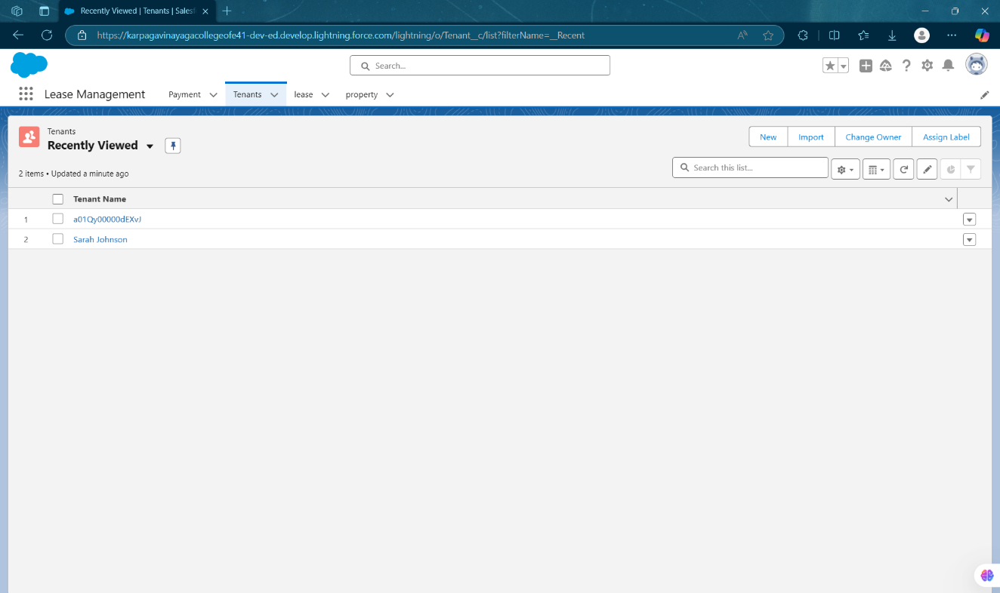 Recently Viewed | Tenants | Salesf
https://karpagavinayagacollegeofe41-dev-ed.develop.lightning.force.com/lightning/o/Tenant__c/list?filterName=__Recent
Search...
Lease Management
Payment
Tenants
lease
property
Tenants
Recently Viewed
New
Import
Change Owner
Assign Label
2 items • Updated a minute ago
Search this list...
Tenant Name
1
a01Qy00000dEXvJ
2
Sarah Johnson